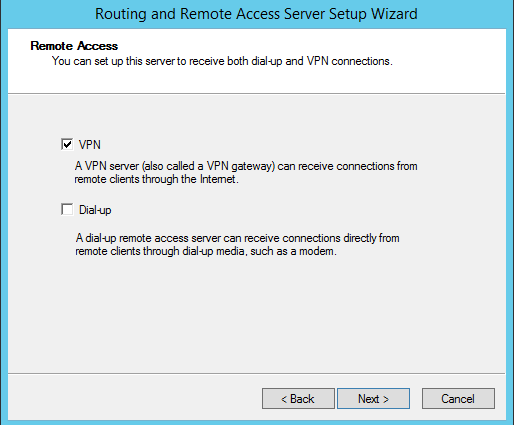 Routing and Remote Access Server Setup Wizard
Remote Access
You can set up this server to receive both dial-up and VPN connections.
VPN
A VPN server (also called a VPN gateway) can receive connections from
remote clients through the Internet.
Dial-up
A dial-up remote access server can receive connections directly from
remote clients through dial-up media, such as a modem.
< Back
Next >
Cancel